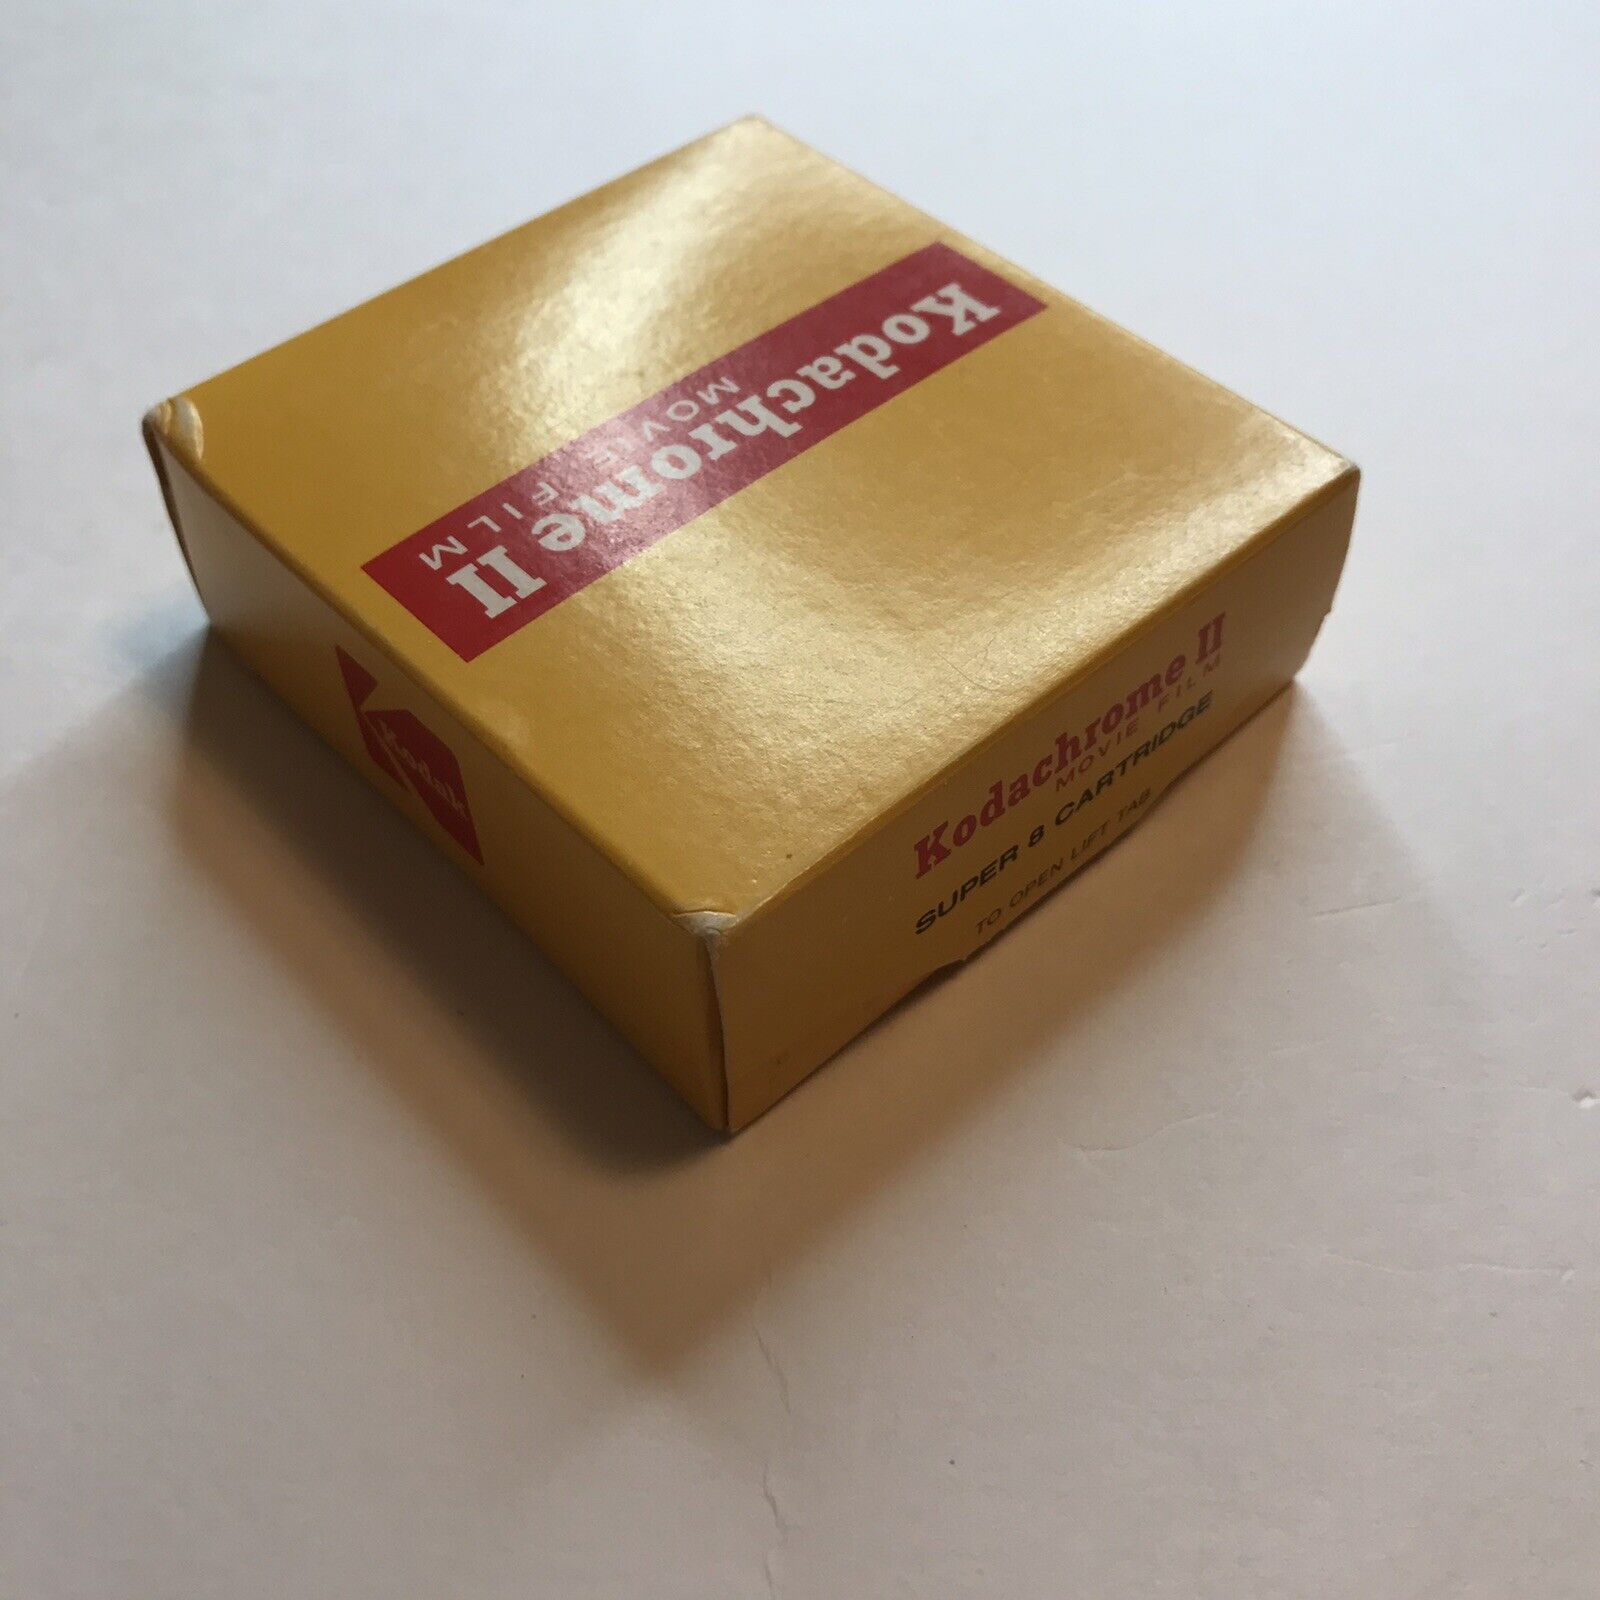 Kodachrome II
MOVIE FILM
Kodak
Kodachrome II
MOVIE FILM
SUPER 8 CARTRIDGE
TO OPEN LIFT TAB